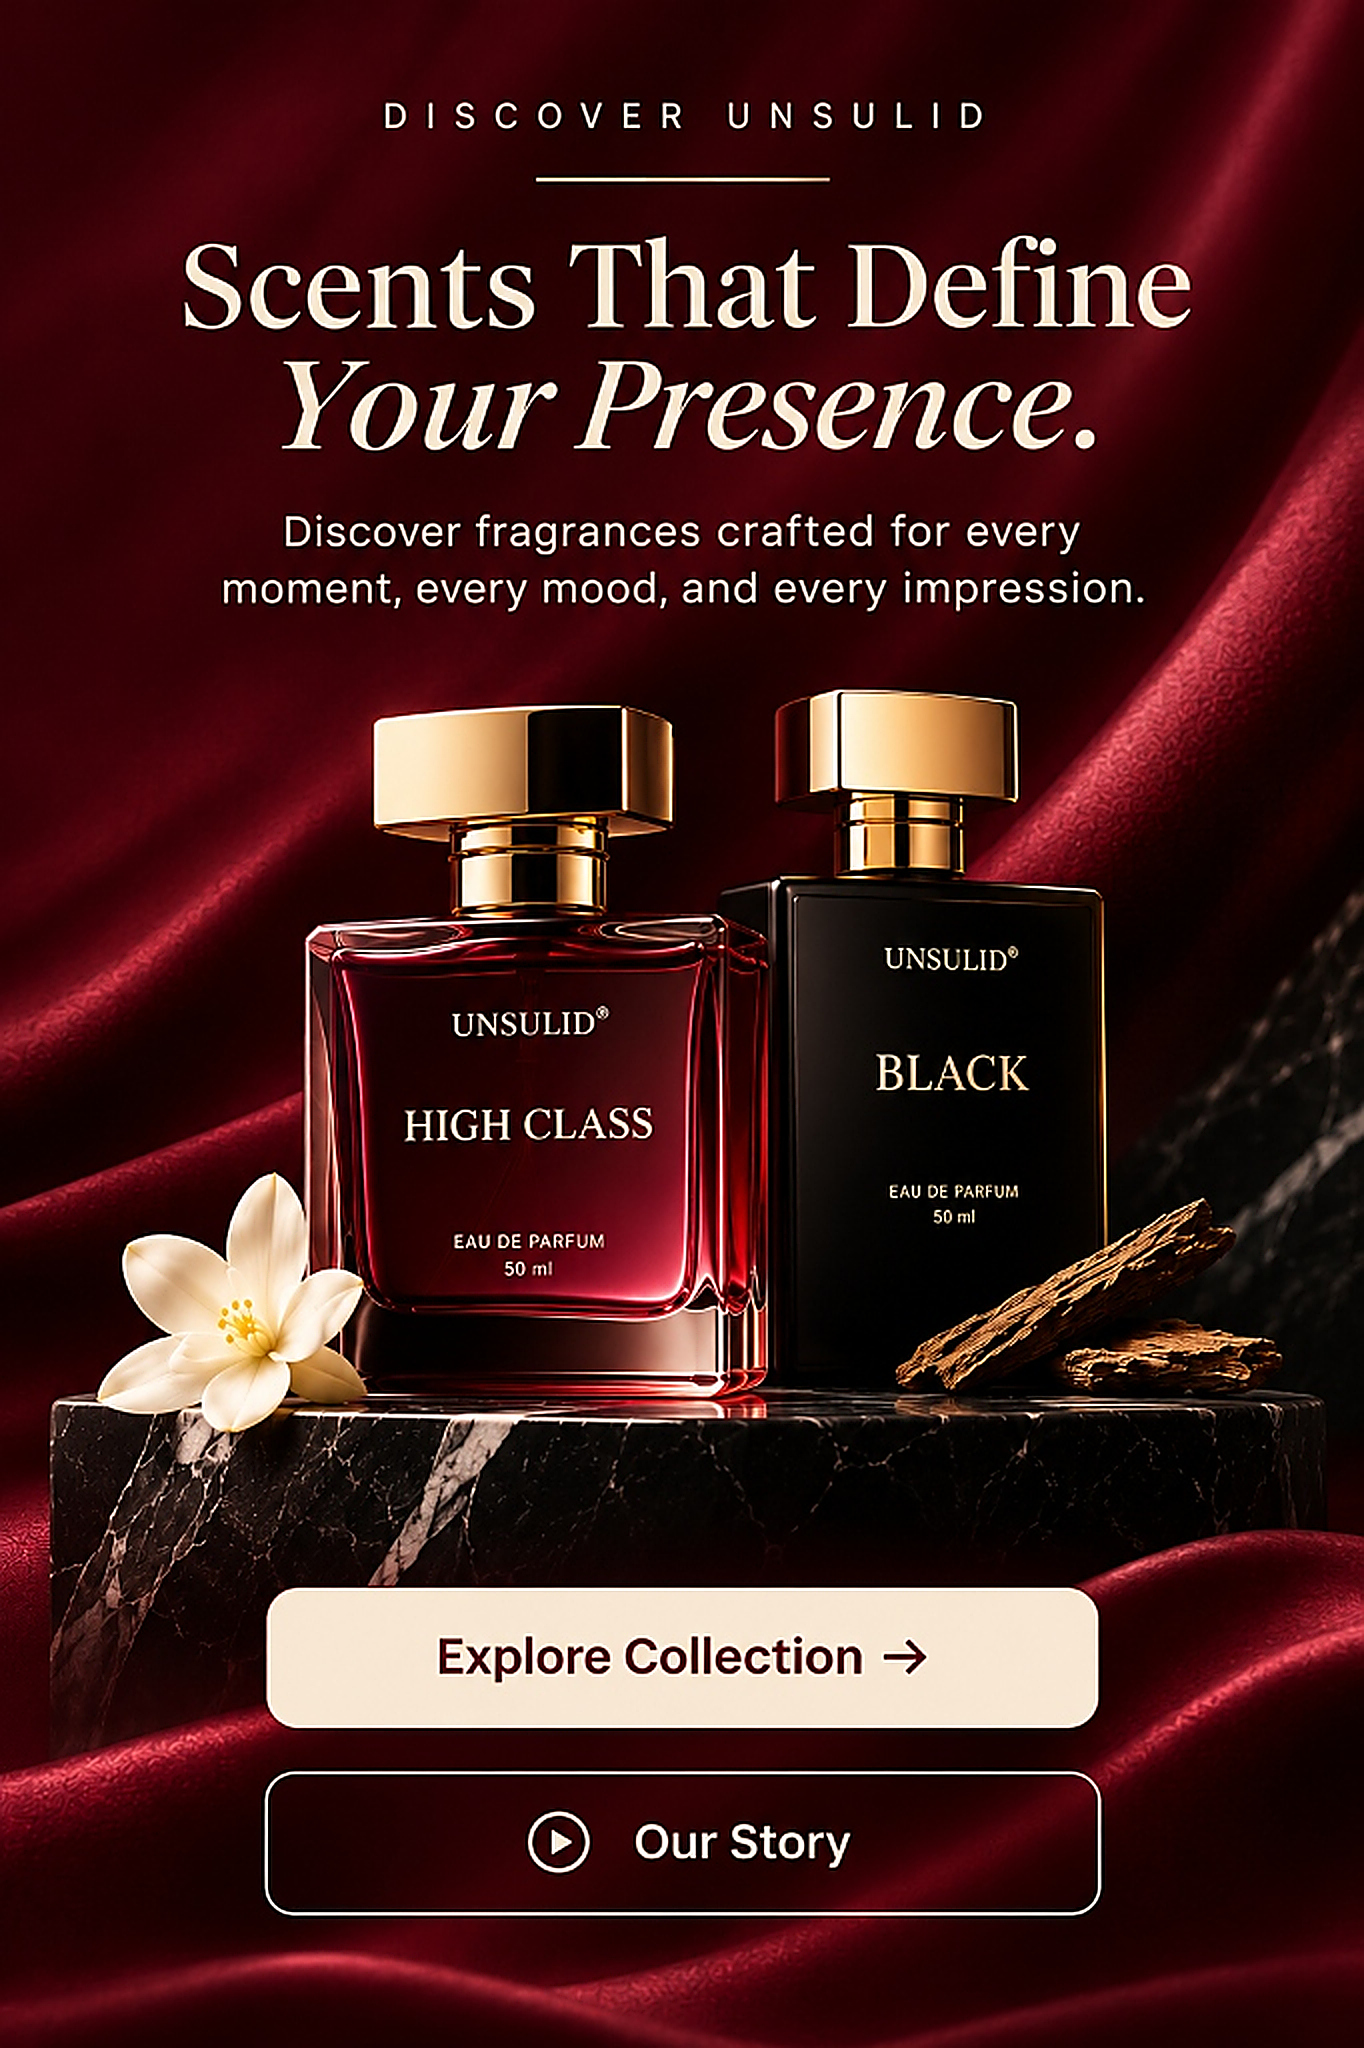 DISCOVER UNSULID
Scents That Define
Your Presence.
Discover fragrances crafted for every
moment, every mood, and every impression.
UNSULID®
HIGH CLASS
EAU DE PARFUM
50 ml
UNSULID®
BLACK
EAU DE PARFUM
50 ml
Explore Collection →
Our Story